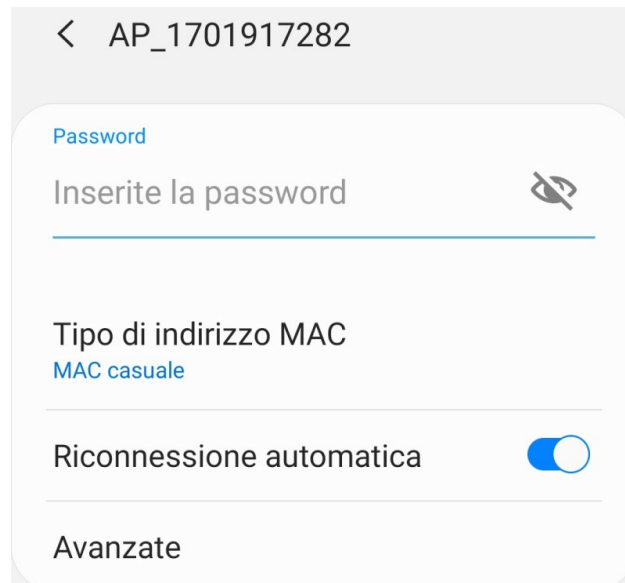 AP_1701917282
Password
Inserite la password
Tipo di indirizzo MAC
MAC casuale
Riconnessione automatica
Avanzate